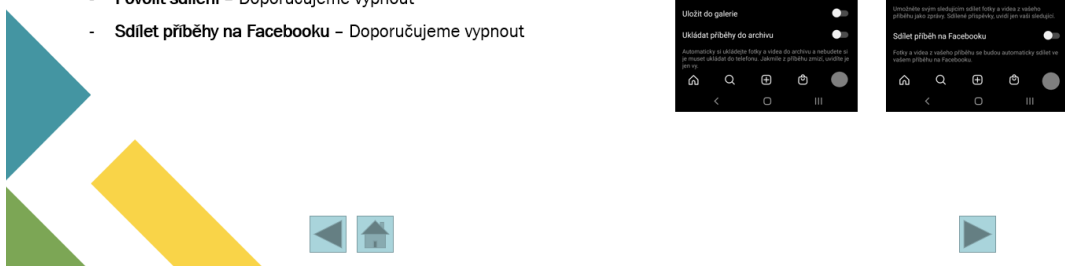 - Povolit sdílení – Doporučujeme vypnout
- Sdílet příběhy na Facebooku – Doporučujeme vypnout
Uložit do galerie
Ukládat příběhy do archivu
Automaticky si ukládejte fotky a videa do archivu a nebudete si
je muset ukládat do telefonu. Jakmile z příběhu zmizí, uvidíte je
jen vy.
Umožněte svým sledujícím sdílet fotky a videa z vašeho
příběhu jako zprávy. Sdílené příspěvky, uvidí jen vaši sledující.
Sdílet příběh na Facebooku
Fotky a videa z vašeho příběhu se budou automaticky sdílet ve
vašem příběhu na Facebooku.